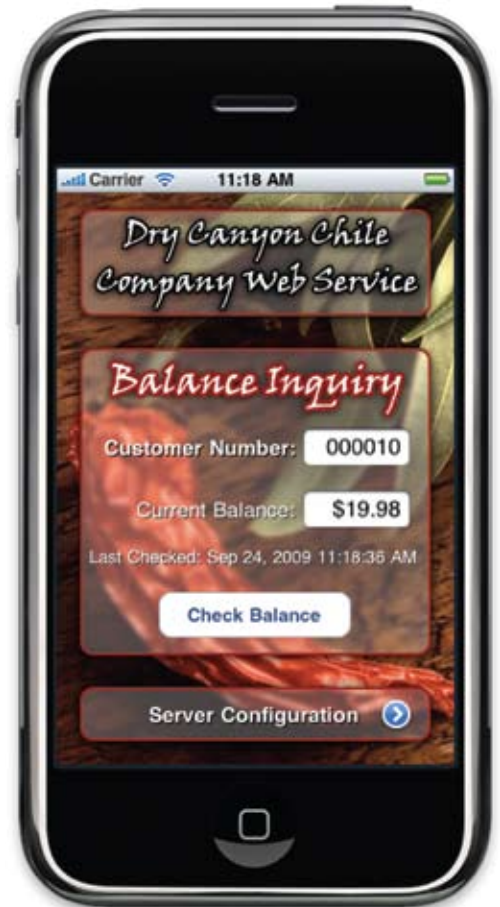 Carrier 11:18 AM
Dry Canyon Chile
Company Web Service
Balance Inquiry
Customer Number: 000010
Current Balance: $19.98
Last Checked: Sep 24, 2009 11:18:36 AM
Check Balance
Server Configuration